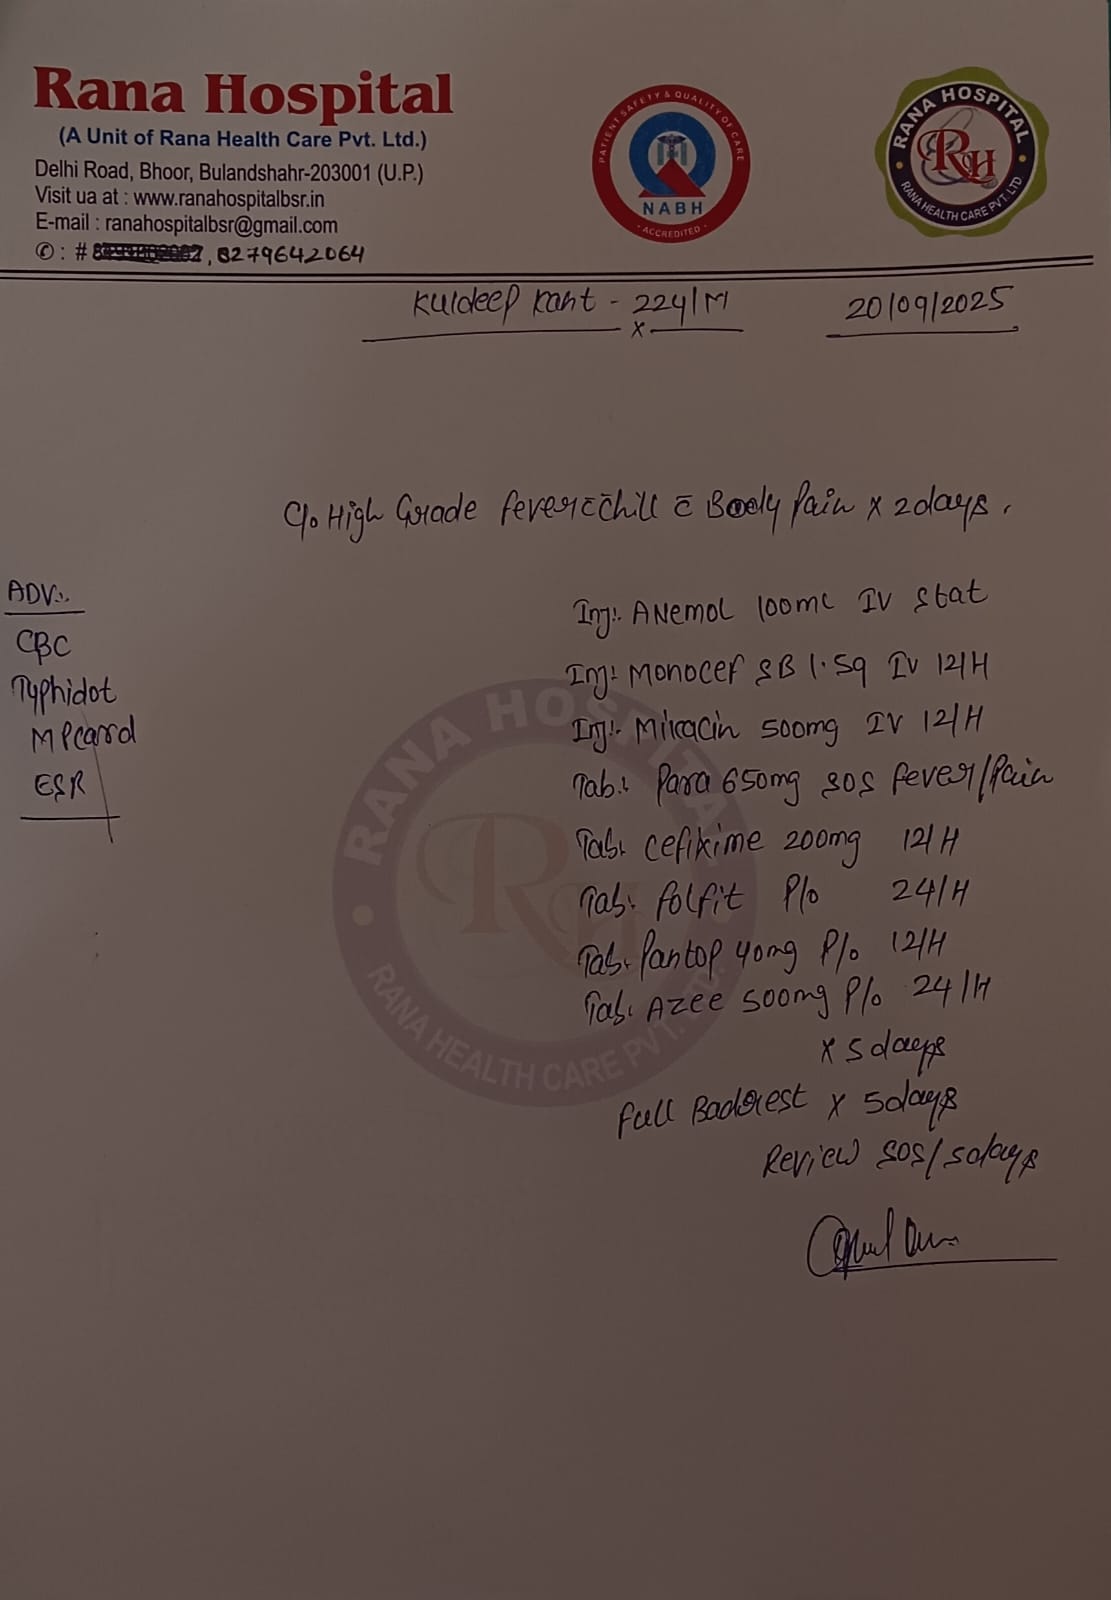 Rana Hospital
(A Unit of Rana Health Care Pvt. Ltd.)
Delhi Road, Bhoor, Bulandshahr-203001 (U.P.)
Visit ua at : www.ranahospitalbsr.in
E-mail : ranahospitalbsr@gmail.com
✆ : # , 8279642064
PATIENT SAFETY & QUALITY OF CARE
NABH
ACCREDITED
RANA HOSPITAL
RH
RANA HEALTH CARE PVT. LTD.
Kuldeep Kant - 22y/M
20/09/2025
C/o High Grade fever c̄ chill c̄ Body Pain x 2days.
ADV:.
CBC
Typhidot
MPcard
ESR
Inj:. ANemol 100ml IV stat
Inj: Monocef SB 1.5g IV 12/H
Inj:- Mikacin 500mg IV 12/H
Tab:. Para 650mg SOS fever/Pain
Tab: Cefixime 200mg 12/H
Tab: folfit P/o 24/H
Tab. Pantop 40mg P/o 12/H
Tab: Azee 500mg P/o 24/H
x 5 days
full Badrest x 5days
Review SOS/5days
RANA HOSPITAL
RH
RANA HEALTH CARE PVT. LTD.